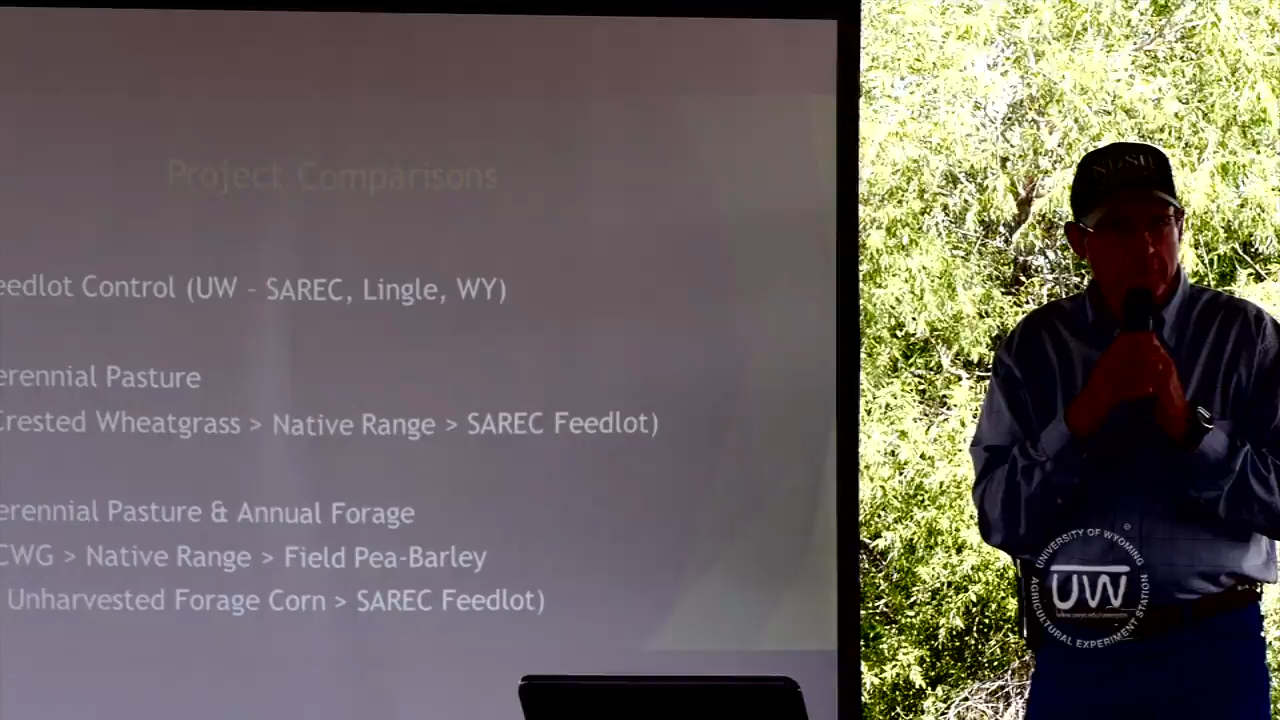 Project Comparisons
eedlot Control (UW - SAREC, Lingle, WY)
erennial Pasture
Crested Wheatgrass > Native Range > SAREC Feedlot)
erennial Pasture & Annual Forage
CWG > Native Range > Field Pea-Barley
Unharvested Forage Corn > SAREC Feedlot)
NDSU
UNIVERSITY OF WYOMING
UW
AGRICULTURAL EXPERIMENT STATION